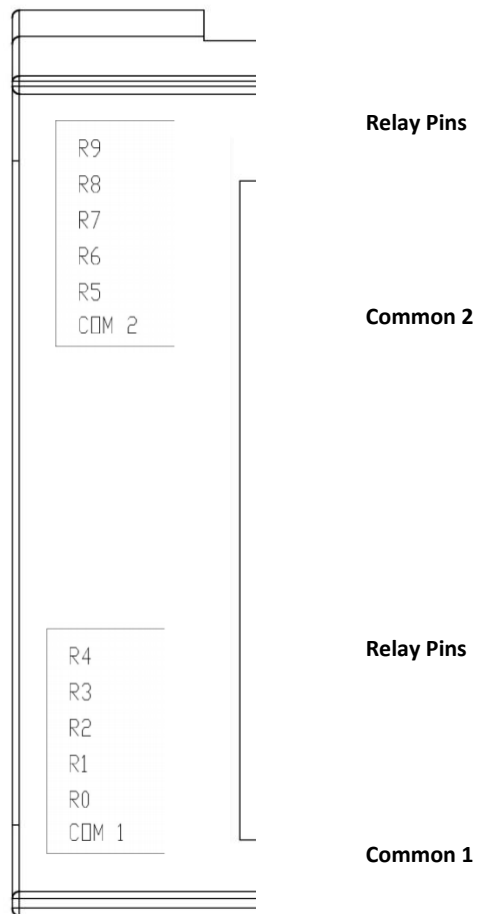 Relay Pins
R9
R8
R7
R6
R5
COM 2
Common 2
R4
Relay Pins
R3
R2
R1
R0
COM 1
Common 1